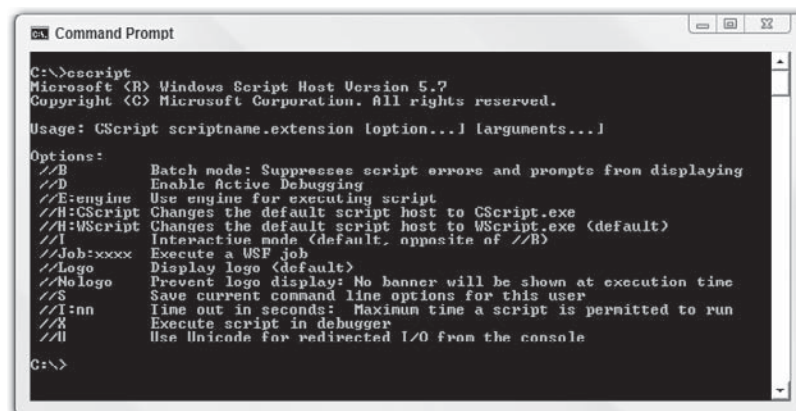 C:\. Command Prompt
C:\>cscript
Microsoft (R) Windows Script Host Version 5.7
Copyright (C) Microsoft Corporation. All rights reserved.
Usage: CScript scriptname.extension [option...] [arguments...]
Options:
//B Batch mode: Suppresses script errors and prompts from displaying
//D Enable Active Debugging
//E:engine Use engine for executing script
//H:CScript Changes the default script host to CScript.exe
//H:WScript Changes the default script host to WScript.exe (default)
//I Interactive mode (default, opposite of //B)
//Job:xxxx Execute a WSF job
//Logo Display logo (default)
//Nologo Prevent logo display: No banner will be shown at execution time
//S Save current command line options for this user
//T:nn Time out in seconds: Maximum time a script is permitted to run
//X Execute script in debugger
//U Use Unicode for redirected I/O from the console
C:\>